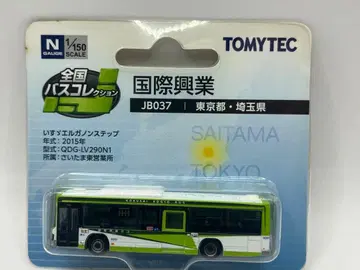 N GAUGE
1/150 SCALE
TOMYTEC
全国
バスコレクション
国際興業
JB037 | 東京都・埼玉県
いすゞエルガノンステップ
年式:2015年
型式:QDG-LV290N1
所属:さいたま東営業所
SAITAMA
TOKYO